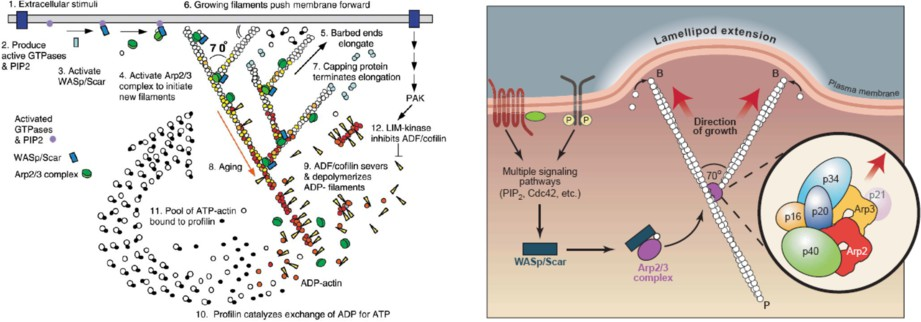 1. Extracellular stimuli
6. Growing filaments push membrane forward
2. Produce
active GTPases
& PIP2
3. Activate
WASp/Scar
4. Activate Arp2/3
complex to initiate
new filaments
70°
5. Barbed ends
elongate
7. Capping protein
terminates elongation
PAK
12. LIM-kinase
inhibits ADF/cofilin
Activated
GTPases
& PIP2
WASp/Scar
Arp2/3 complex
8. Aging
9. ADF/cofilin severs
& depolymerizes
ADP- filaments
11. Pool of ATP-actin
bound to profilin
ADP-actin
10. Profilin catalyzes exchange of ADP for ATP
Lamellipod extension
Plasma membrane
B
B
P
P
Direction
of growth
Multiple signaling
pathways
(PIP2, Cdc42, etc.)
70°
WASp/Scar
Arp2/3
complex
P
p34
p21
Arp3
p16
p20
Arp2
p40